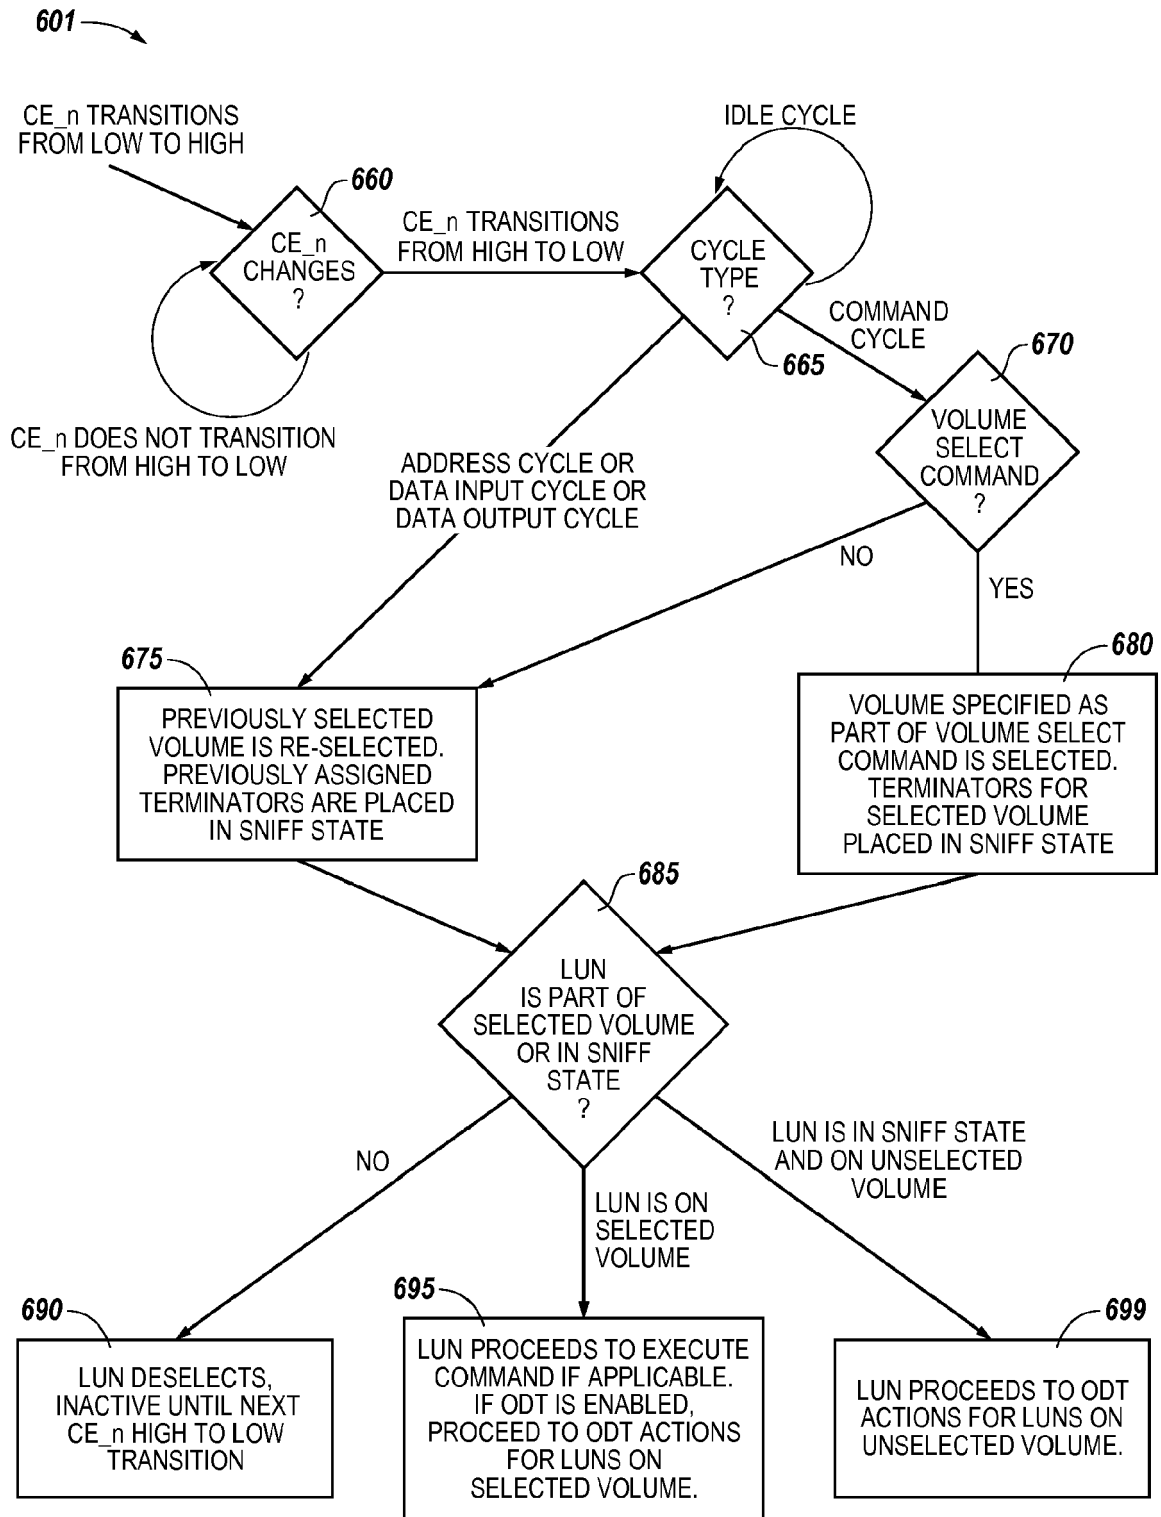 601
CE_n TRANSITIONS
FROM LOW TO HIGH
IDLE CYCLE
660
CE_n
CHANGES
?
CE_n TRANSITIONS
FROM HIGH TO LOW
CYCLE
TYPE
?
665
COMMAND
CYCLE
670
CE_n DOES NOT TRANSITION
FROM HIGH TO LOW
VOLUME
SELECT
COMMAND
?
ADDRESS CYCLE OR
DATA INPUT CYCLE OR
DATA OUTPUT CYCLE
NO
YES
675
PREVIOUSLY SELECTED
VOLUME IS RE-SELECTED.
PREVIOUSLY ASSIGNED
TERMINATORS ARE PLACED
IN SNIFF STATE
680
VOLUME SPECIFIED AS
PART OF VOLUME SELECT
COMMAND IS SELECTED.
TERMINATORS FOR
SELECTED VOLUME
PLACED IN SNIFF STATE
685
LUN
IS PART OF
SELECTED VOLUME
OR IN SNIFF
STATE
?
NO
LUN IS ON
SELECTED
VOLUME
LUN IS IN SNIFF STATE
AND ON UNSELECTED
VOLUME
690
LUN DESELECTS,
INACTIVE UNTIL NEXT
CE_n HIGH TO LOW
TRANSITION
695
LUN PROCEEDS TO EXECUTE
COMMAND IF APPLICABLE.
IF ODT IS ENABLED,
PROCEED TO ODT ACTIONS
FOR LUNS ON
SELECTED VOLUME.
699
LUN PROCEEDS TO ODT
ACTIONS FOR LUNS ON
UNSELECTED VOLUME.